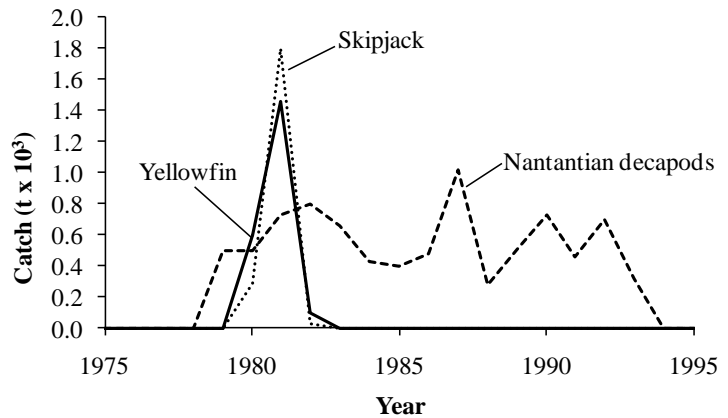 2.0
1.8
1.6
1.4
1.2
1.0
0.8
0.6
0.4
0.2
0.0
Catch (t x 10³)
Skipjack
Yellowfin
Nantantian decapods
1975 1980 1985 1990 1995
Year